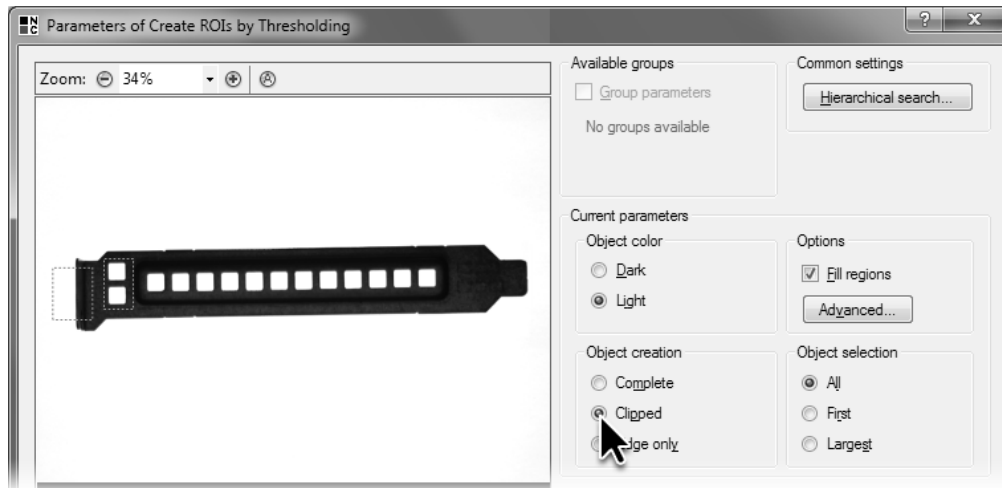 Parameters of Create ROIs by Thresholding
Zoom: 34%
Available groups
Group parameters
No groups available
Common settings
Hierarchical search...
Current parameters
Object color
Dark
Light
Options
Fill regions
Advanced...
Object creation
Complete
Clipped
Edge only
Object selection
All
First
Largest